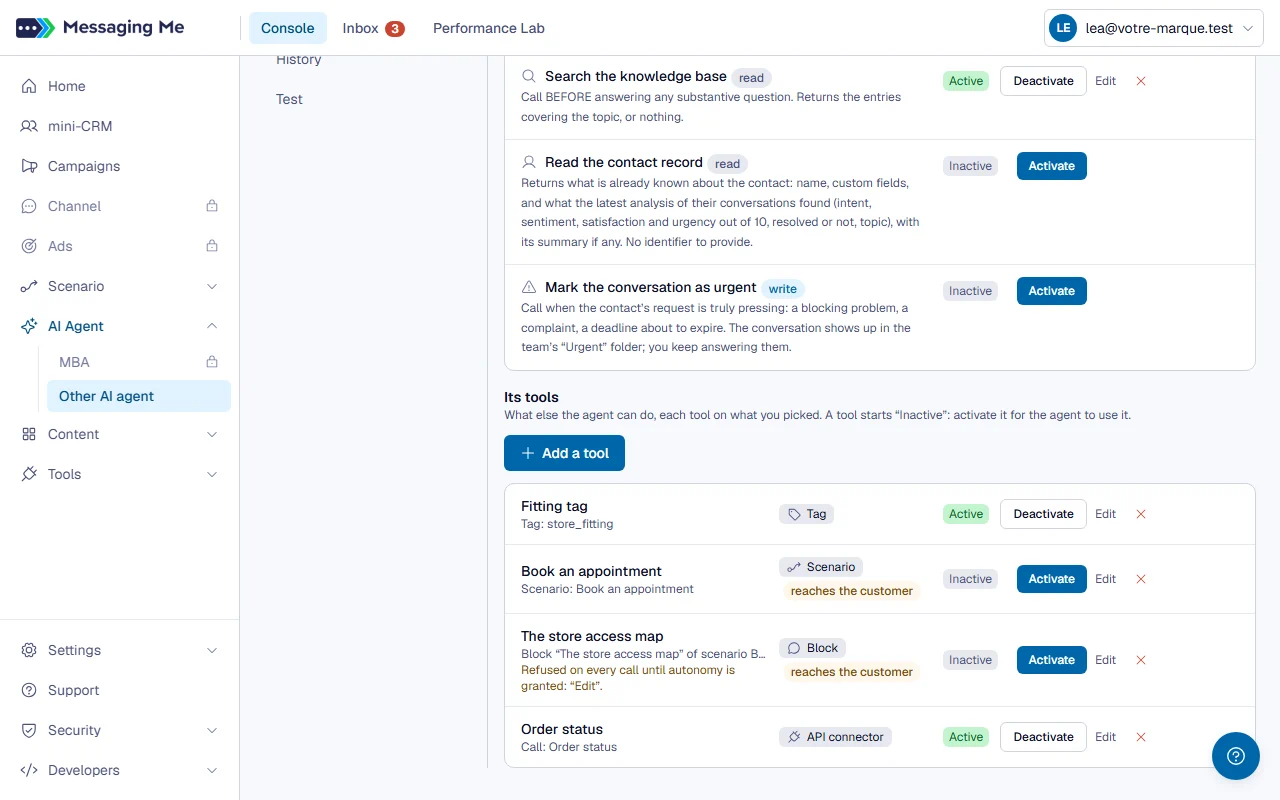 Messaging Me
Console
Inbox 3
Performance Lab
LE lea@votre-marque.test
Home
mini-CRM
Campaigns
Channel
Ads
Scenario
AI Agent
MBA
Other AI agent
Content
Tools
Settings
Support
Security
Developers
History
Test
Search the knowledge base read
Call BEFORE answering any substantive question. Returns the entries
covering the topic, or nothing.
Active Deactivate Edit
Read the contact record read
Returns what is already known about the contact: name, custom fields,
and what the latest analysis of their conversations found (intent,
sentiment, satisfaction and urgency out of 10, resolved or not, topic), with
its summary if any. No identifier to provide.
Inactive Activate
Mark the conversation as urgent write
Call when the contact's request is truly pressing: a blocking problem, a
complaint, a deadline about to expire. The conversation shows up in the
team's “Urgent” folder; you keep answering them.
Inactive Activate
Its tools
What else the agent can do, each tool on what you picked. A tool starts “Inactive”: activate it for the agent to use it.
Add a tool
Fitting tag
Tag: store_fitting
Tag
Active Deactivate Edit
Book an appointment
Scenario: Book an appointment
Scenario
reaches the customer
Inactive Activate Edit
The store access map
Block “The store access map” of scenario B...
Refused on every call until autonomy is
granted: “Edit”.
Block
reaches the customer
Inactive Activate Edit
Order status
Call: Order status
API connector
Active Deactivate Edit